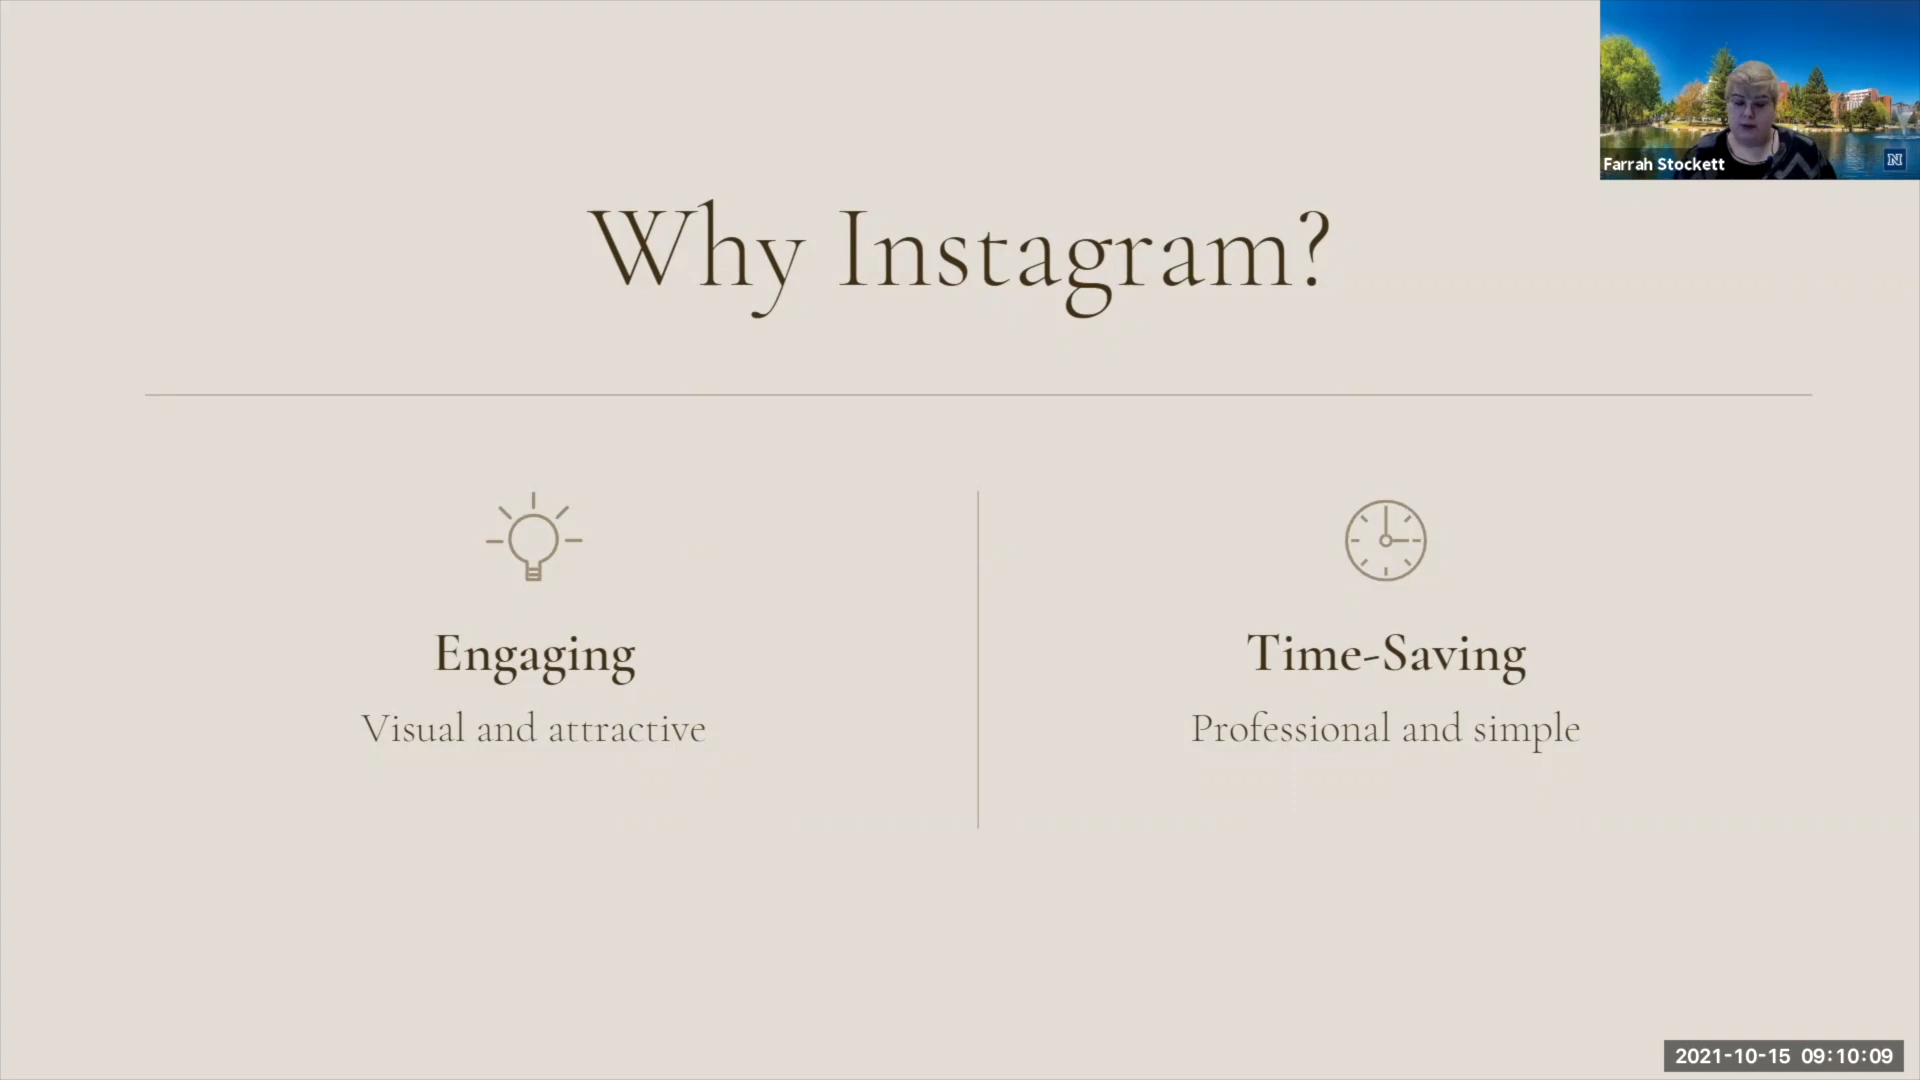 Farrah Stockett
N
Why Instagram?
Engaging
Visual and attractive
Time-Saving
Professional and simple
2021-10-15 09:10:09